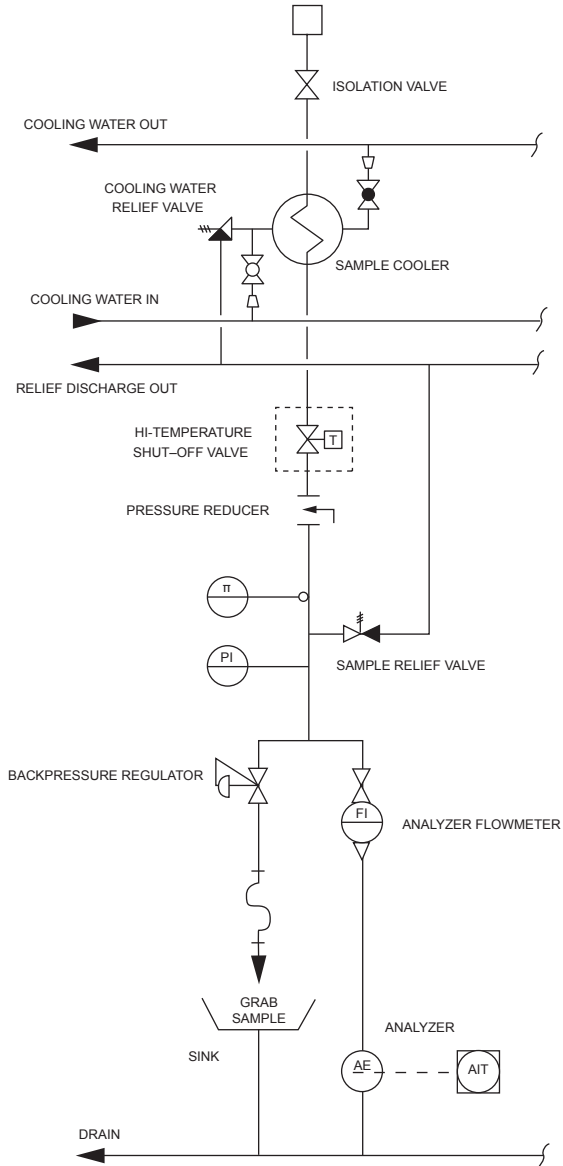 ISOLATION VALVE
COOLING WATER OUT
COOLING WATER
RELIEF VALVE
SAMPLE COOLER
COOLING WATER IN
RELIEF DISCHARGE OUT
HI-TEMPERATURE
SHUT–OFF VALVE
T
PRESSURE REDUCER
π
PI
SAMPLE RELIEF VALVE
BACKPRESSURE REGULATOR
FI
ANALYZER FLOWMETER
GRAB
SAMPLE
SINK
ANALYZER
AE
AIT
DRAIN